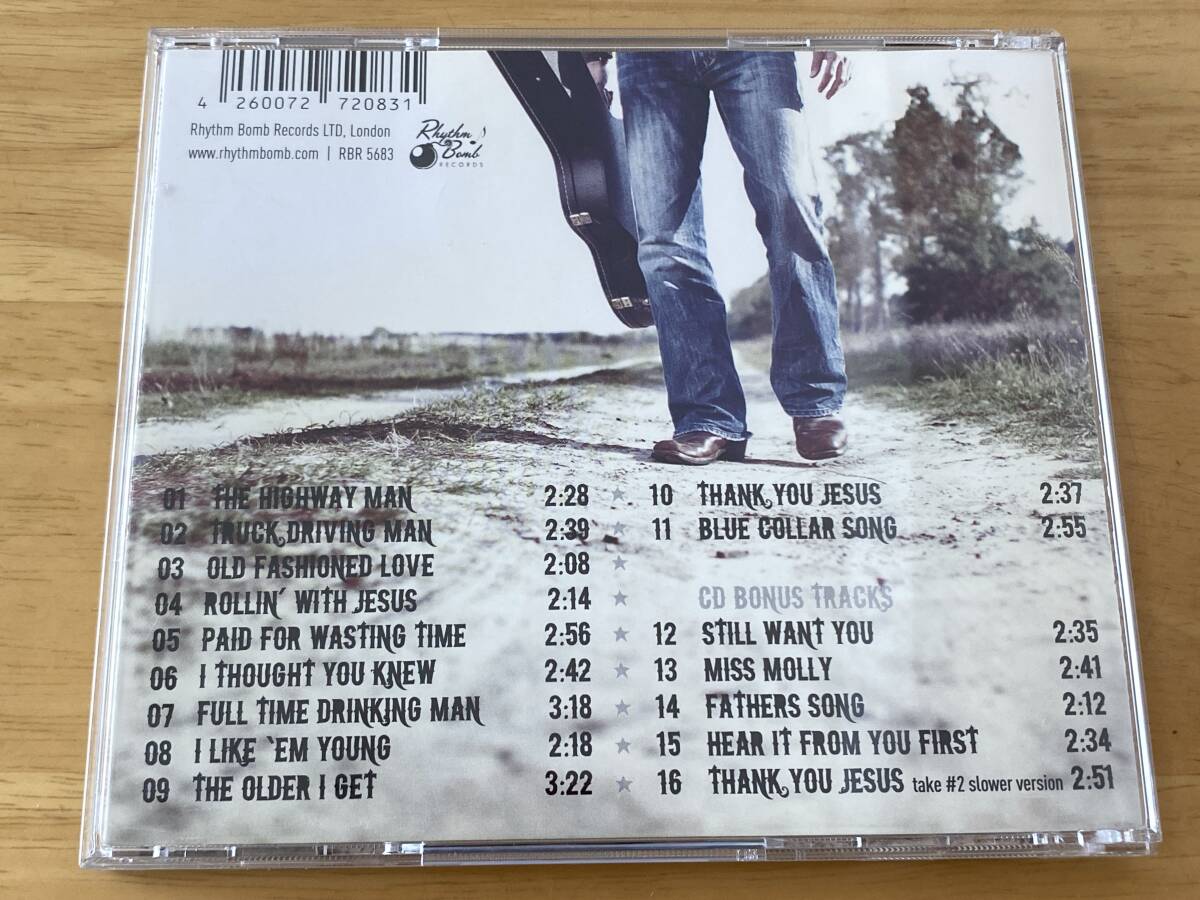 4 260072 720831
Rhythm Bomb Records LTD, London
www.rhythmbomb.com | RBR 5683
Rhythm
Bomb
RECORDS
01 THE HIGHWAY MAN 2:28
02 TRUCK DRIVING MAN 2:39
03 OLD FASHIONED LOVE 2:08
04 ROLLIN´ WITH JESUS 2:14
05 PAID FOR WASTING TIME 2:56
06 I THOUGHT YOU KNEW 2:42
07 FULL TIME DRINKING MAN 3:18
08 I LIKE `EM YOUNG 2:18
09 THE OLDER I GET 3:22
10 THANK YOU JESUS 2:37
11 BLUE COLLAR SONG 2:55
CD BONUS TRACKS
12 STILL WANT YOU 2:35
13 MISS MOLLY 2:41
14 FATHERS SONG 2:12
15 HEAR IT FROM YOU FIRST 2:34
16 THANK YOU JESUS take #2 slower version 2:51